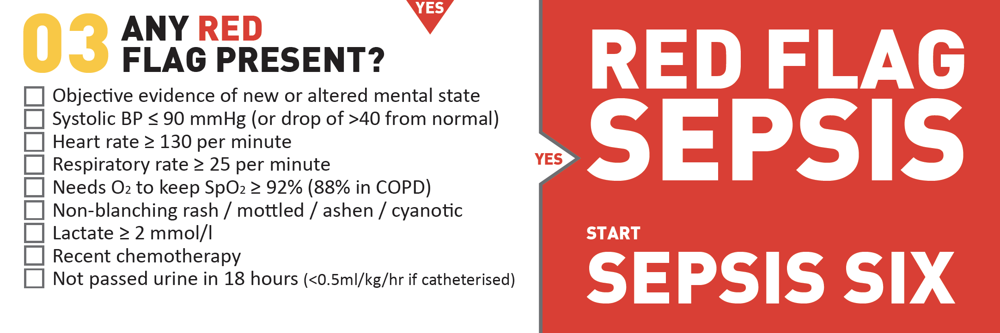 YES
03 ANY RED
FLAG PRESENT?
Objective evidence of new or altered mental state
Systolic BP ≤ 90 mmHg (or drop of >40 from normal)
Heart rate ≥ 130 per minute
Respiratory rate ≥ 25 per minute
Needs O₂ to keep SpO₂ ≥ 92% (88% in COPD)
Non-blanching rash / mottled / ashen / cyanotic
Lactate ≥ 2 mmol/l
Recent chemotherapy
Not passed urine in 18 hours (<0.5ml/kg/hr if catheterised)
YES
RED FLAG
SEPSIS
START
SEPSIS SIX